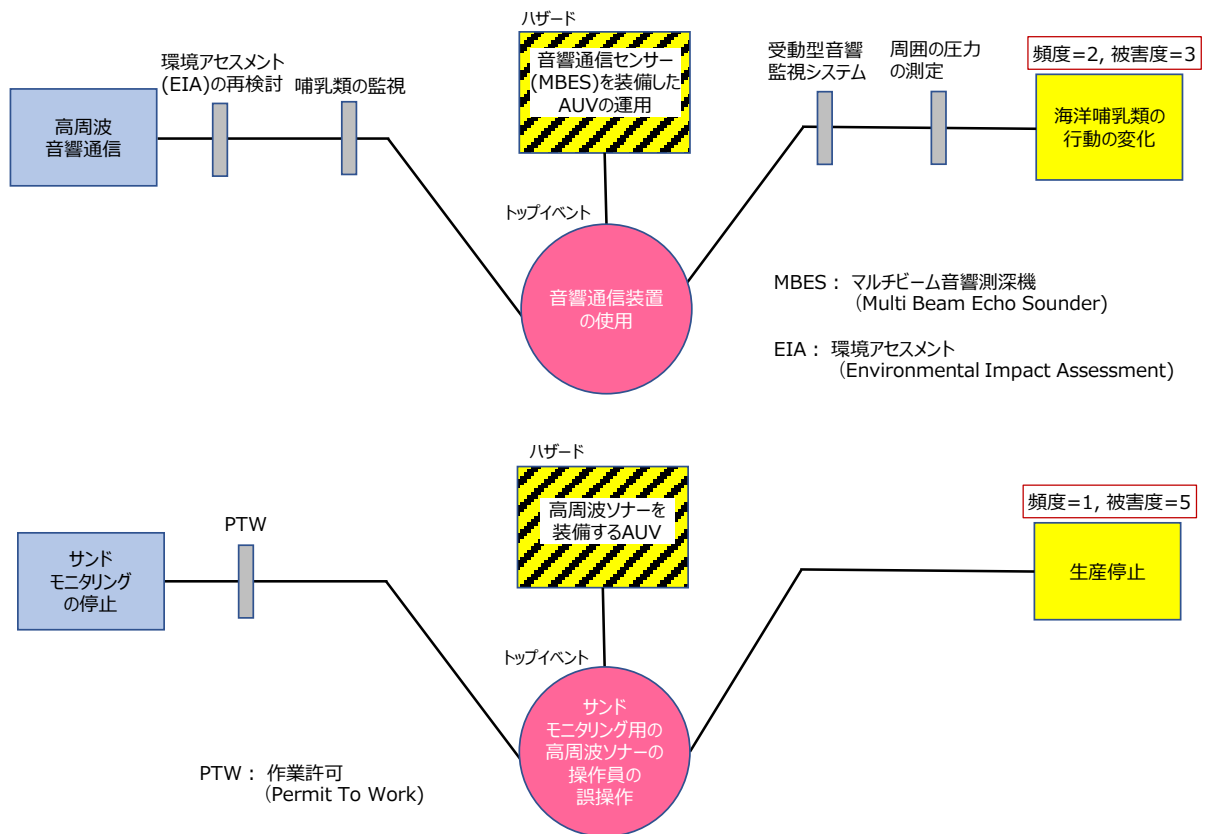 ハザード
音響通信センサー
(MBES)を装備した
AUVの運用
環境アセスメント
(EIA)の再検討
哺乳類の監視
受動型音響
監視システム
周囲の圧力
の測定
頻度=2, 被害度=3
高周波
音響通信
海洋哺乳類の
行動の変化
トップイベント
音響通信装置
の使用
MBES： マルチビーム音響測深機
（Multi Beam Echo Sounder)
EIA： 環境アセスメント
（Environmental Impact Assessment)
ハザード
高周波ソナーを
装備するAUV
PTW
頻度=1, 被害度=5
サンド
モニタリング
の停止
生産停止
トップイベント
サンド
モニタリング用の
高周波ソナーの
操作員の
誤操作
PTW： 作業許可
（Permit To Work)